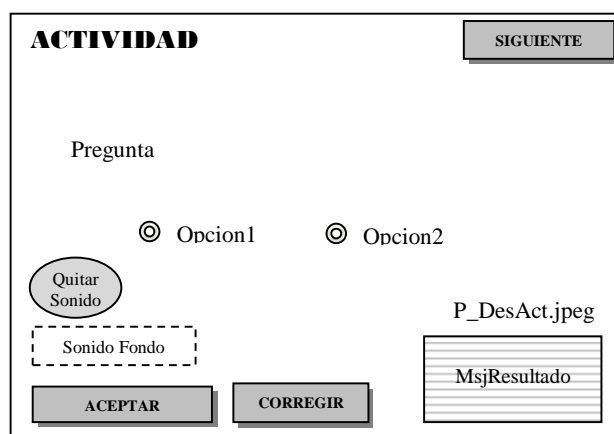 ACTIVIDAD
SIGUIENTE
Pregunta
Opcion1
Opcion2
Quitar
Sonido
P_DesAct.jpeg
Sonido Fondo
MsjResultado
ACEPTAR
CORREGIR